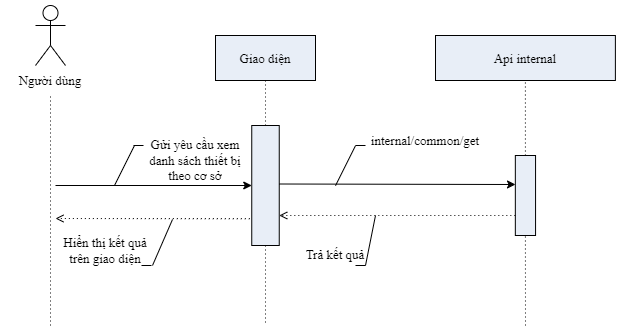 Người dùng
Giao diện
Api internal
Gửi yêu cầu xem
danh sách thiết bị
theo cơ sở
internal/common/get
Hiển thị kết quả
trên giao diện
Trả kết quả